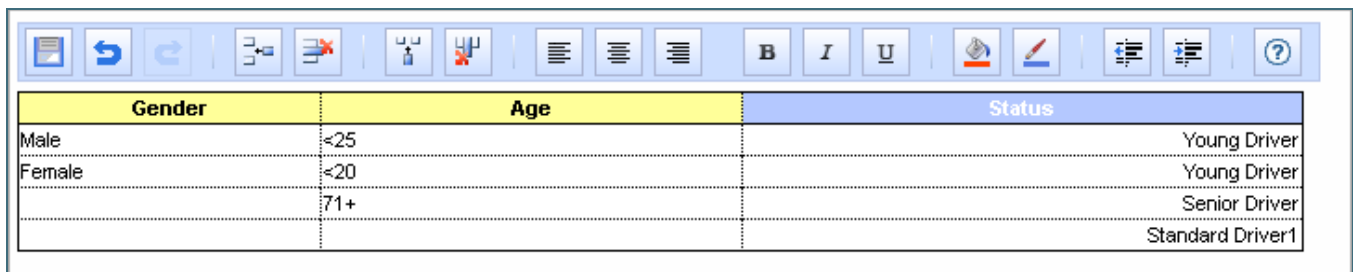 B I U ?
Gender Age Status
Male <25 Young Driver
Female <20 Young Driver
71+ Senior Driver
Standard Driver1